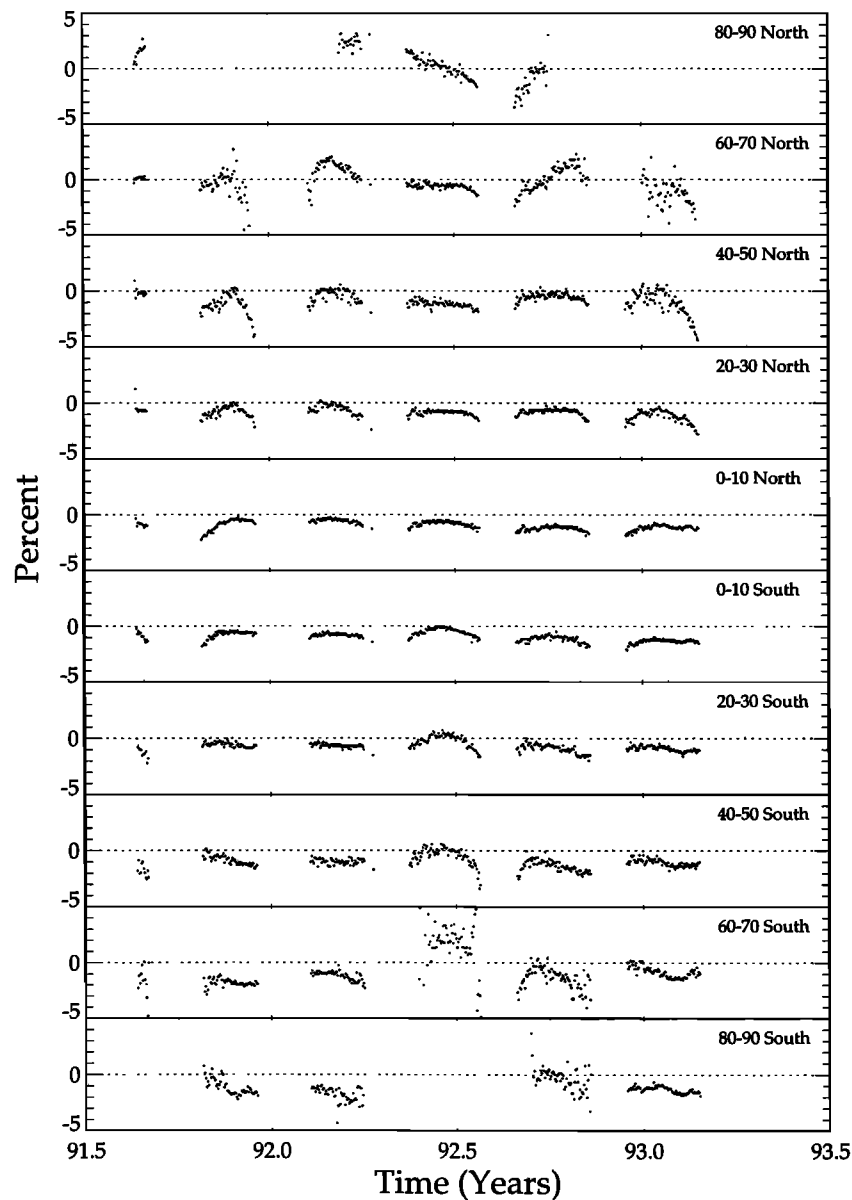 5
80-90 North
0
-5
60-70 North
0
-5
40-50 North
0
-5
20-30 North
0
-5
0-10 North
0
-5
0-10 South
0
-5
20-30 South
0
-5
40-50 South
0
-5
60-70 South
0
-5
80-90 South
0
-5
Percent
91.5 92.0 92.5 93.0 93.5
Time (Years)